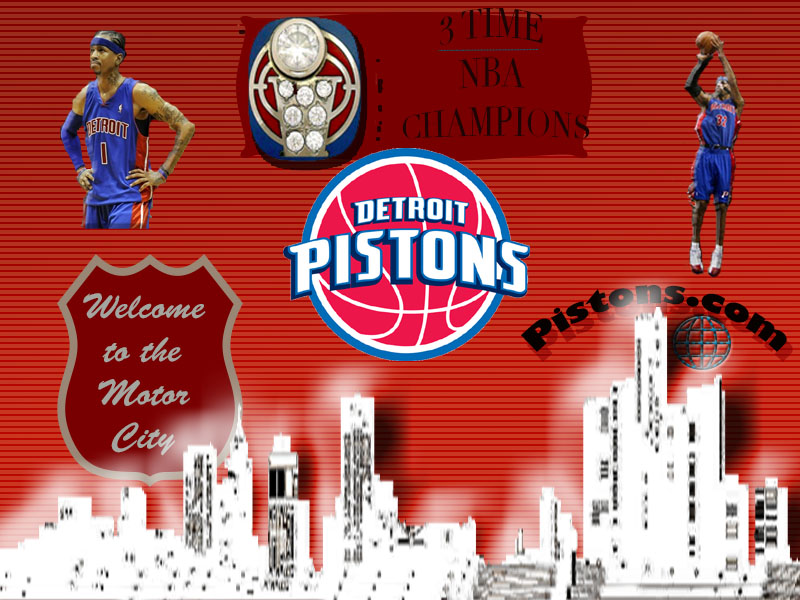 3 TIME
NBA
CHAMPIONS
DETROIT
1
DETROIT
PISTONS
Welcome
to the
Motor
City
Pistons.com